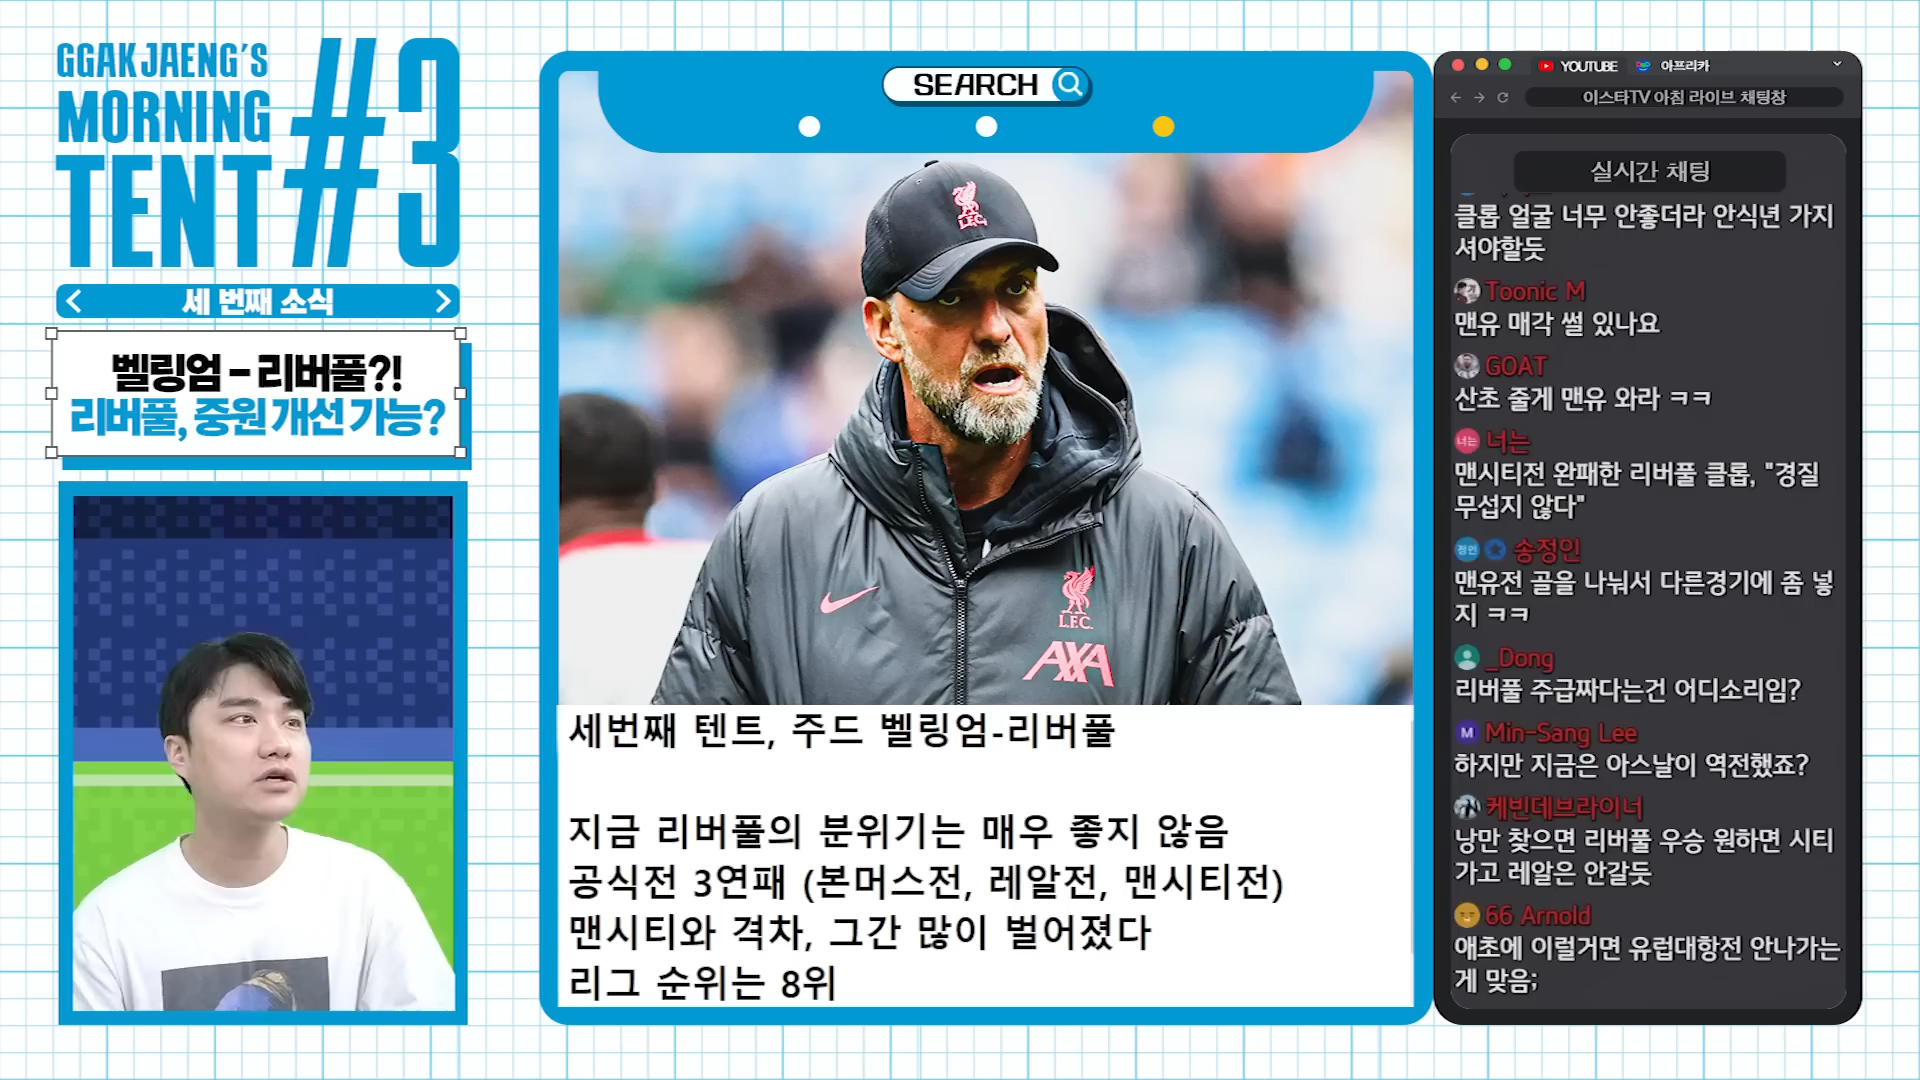 GGAKJAENG'S
MORNING
TENT
#3
세 번째 소식
벨링엄 - 리버풀?!
리버풀, 중원 개선 가능?
SEARCH
L.F.C.
L.F.C.
AXA
세번째 텐트, 주드 벨링엄-리버풀
지금 리버풀의 분위기는 매우 좋지 않음
공식전 3연패 (본머스전, 레알전, 맨시티전)
맨시티와 격차, 그간 많이 벌어졌다
리그 순위는 8위
YOUTUBE
아프리카
이스타TV 아침 라이브 채팅창
실시간 채팅
클롭 얼굴 너무 안좋더라 안식년 가지
셔야할듯
Toonic M
맨유 매각 썰 있나요
GOAT
산초 줄게 맨유 와라 ㅋㅋ
너는 너는
맨시티전 완패한 리버풀 클롭, "경질
무섭지 않다"
정인 송정인
맨유전 골을 나눠서 다른경기에 좀 넣
지 ㅋㅋ
_Dong
리버풀 주급짜다는건 어디소리임?
M Min-Sang Lee
하지만 지금은 아스날이 역전했죠?
케빈데브라이너
낭만 찾으면 리버풀 우승 원하면 시티
가고 레알은 안갈듯
66 Arnold
애초에 이럴거면 유럽대항전 안나가는
게 맞음;